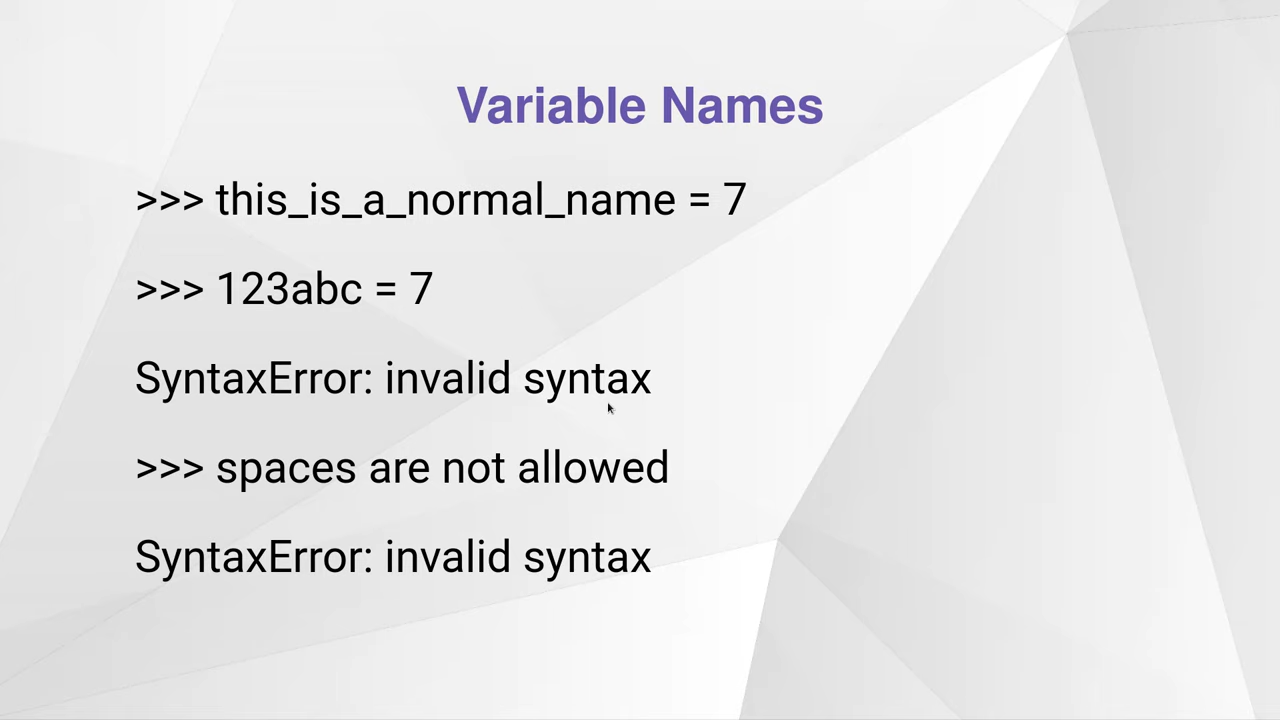 Variable Names
>>> this_is_a_normal_name = 7
>>> 123abc = 7
SyntaxError: invalid syntax
>>> spaces are not allowed
SyntaxError: invalid syntax